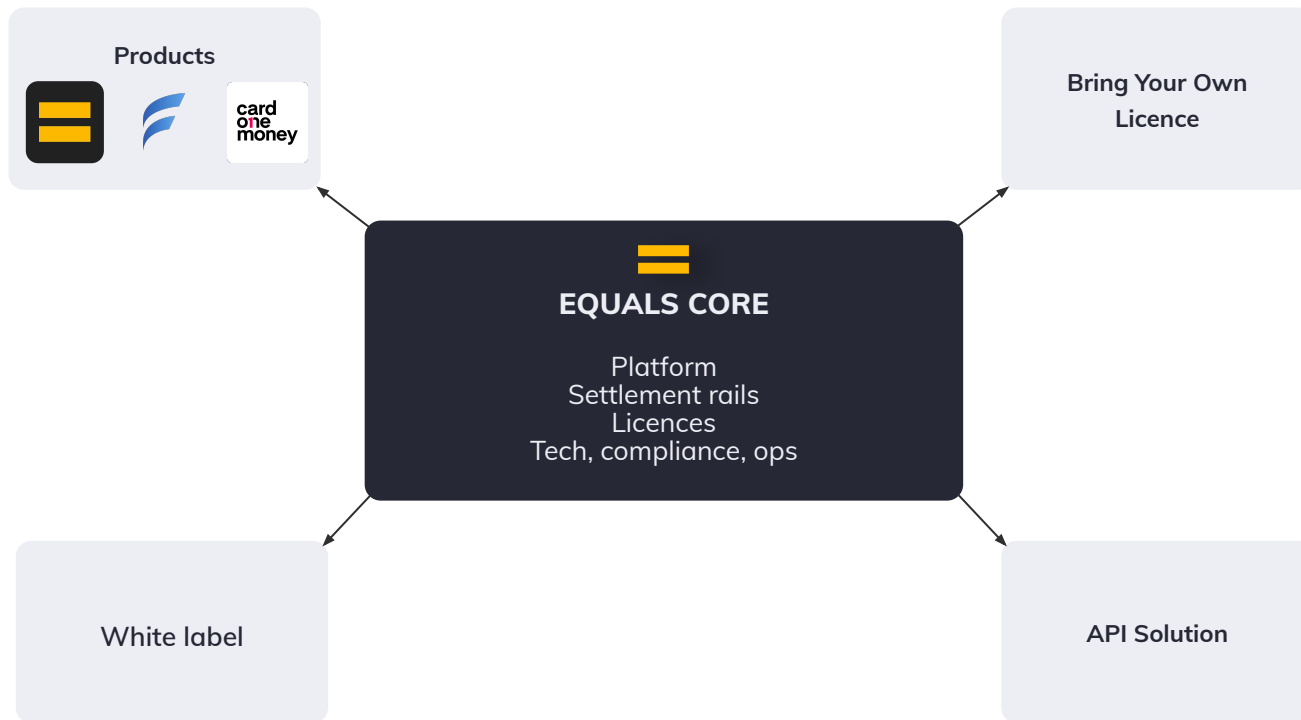 Products
card
one
money
Bring Your Own
Licence
EQUALS CORE
Platform
Settlement rails
Licences
Tech, compliance, ops
White label
API Solution